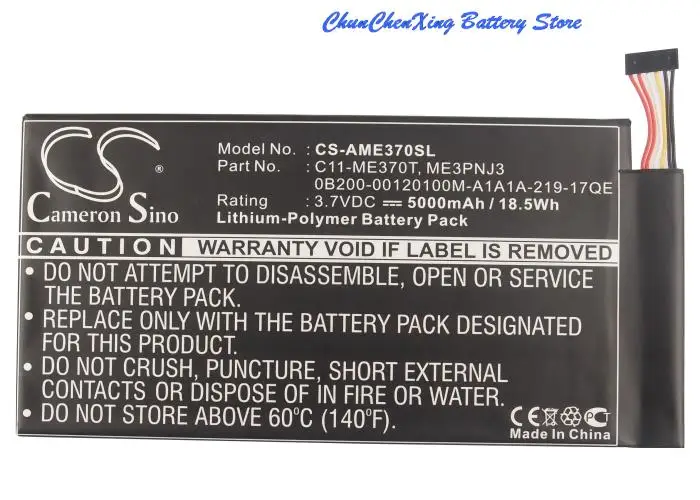 ChunChenXing Battery Store
CS
Cameron Sino
Model No. : CS-AME370SL
Part No. : C11-ME370T, ME3PNJ3
0B200-00120100M-A1A1A-219-17QE
Rating : 3.7VDC ⎓ 5000mAh / 18.5Wh
Lithium-Polymer Battery Pack
CAUTION WARRANTY VOID IF LABEL IS REMOVED
• DO NOT ATTEMPT TO DISASSEMBLE, OPEN OR SERVICE
THE BATTERY PACK.
• REPLACE ONLY WITH THE BATTERY PACK DESIGNATED
FOR THIS PRODUCT.
• DO NOT CRUSH, PUNCTURE, SHORT EXTERNAL
CONTACTS OR DISPOSE OF IN FIRE OR WATER.
• DO NOT STORE ABOVE 60°C (140°F).
CE
Made In China